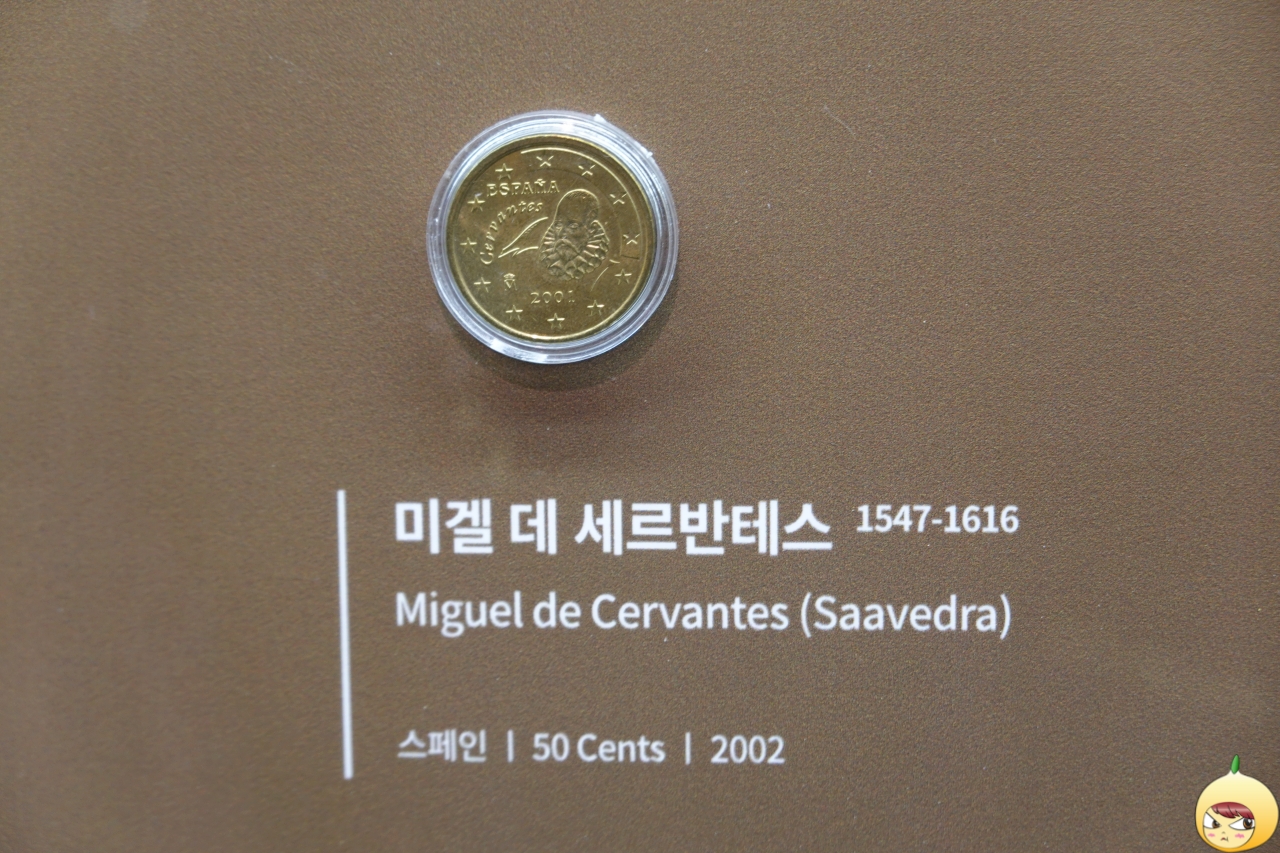 ESPAÑA
Cervantes
2001
미겔 데 세르반테스 1547-1616
Miguel de Cervantes (Saavedra)
스페인 | 50 Cents | 2002